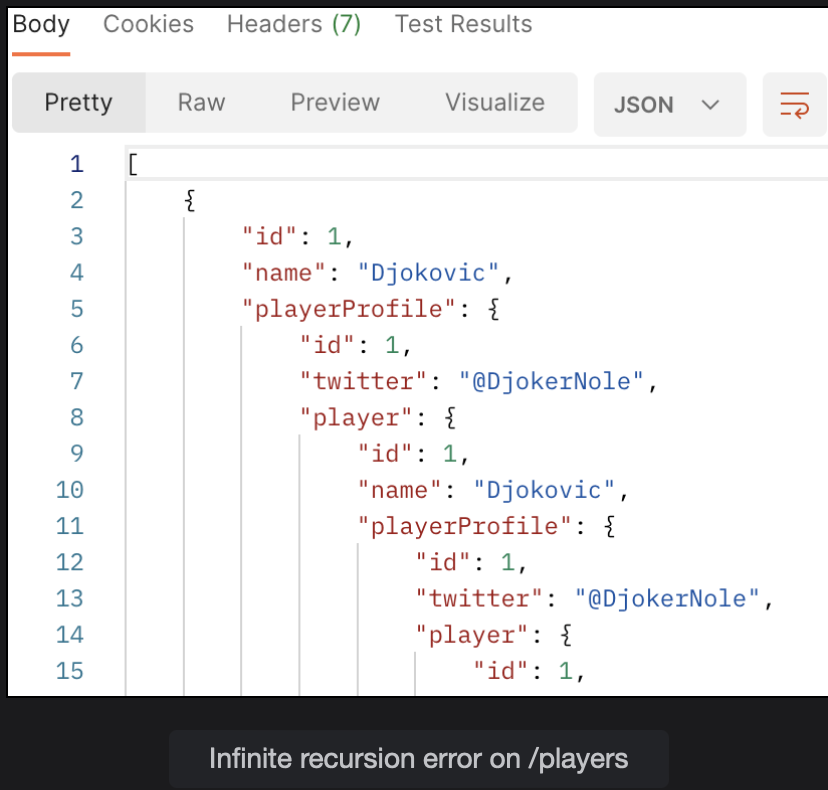 Body Cookies Headers (7) Test Results
Pretty Raw Preview Visualize JSON
1 [
2 {
3 "id": 1,
4 "name": "Djokovic",
5 "playerProfile": {
6 "id": 1,
7 "twitter": "@DjokerNole",
8 "player": {
9 "id": 1,
10 "name": "Djokovic",
11 "playerProfile": {
12 "id": 1,
13 "twitter": "@DjokerNole",
14 "player": {
15 "id": 1,
Infinite recursion error on /players